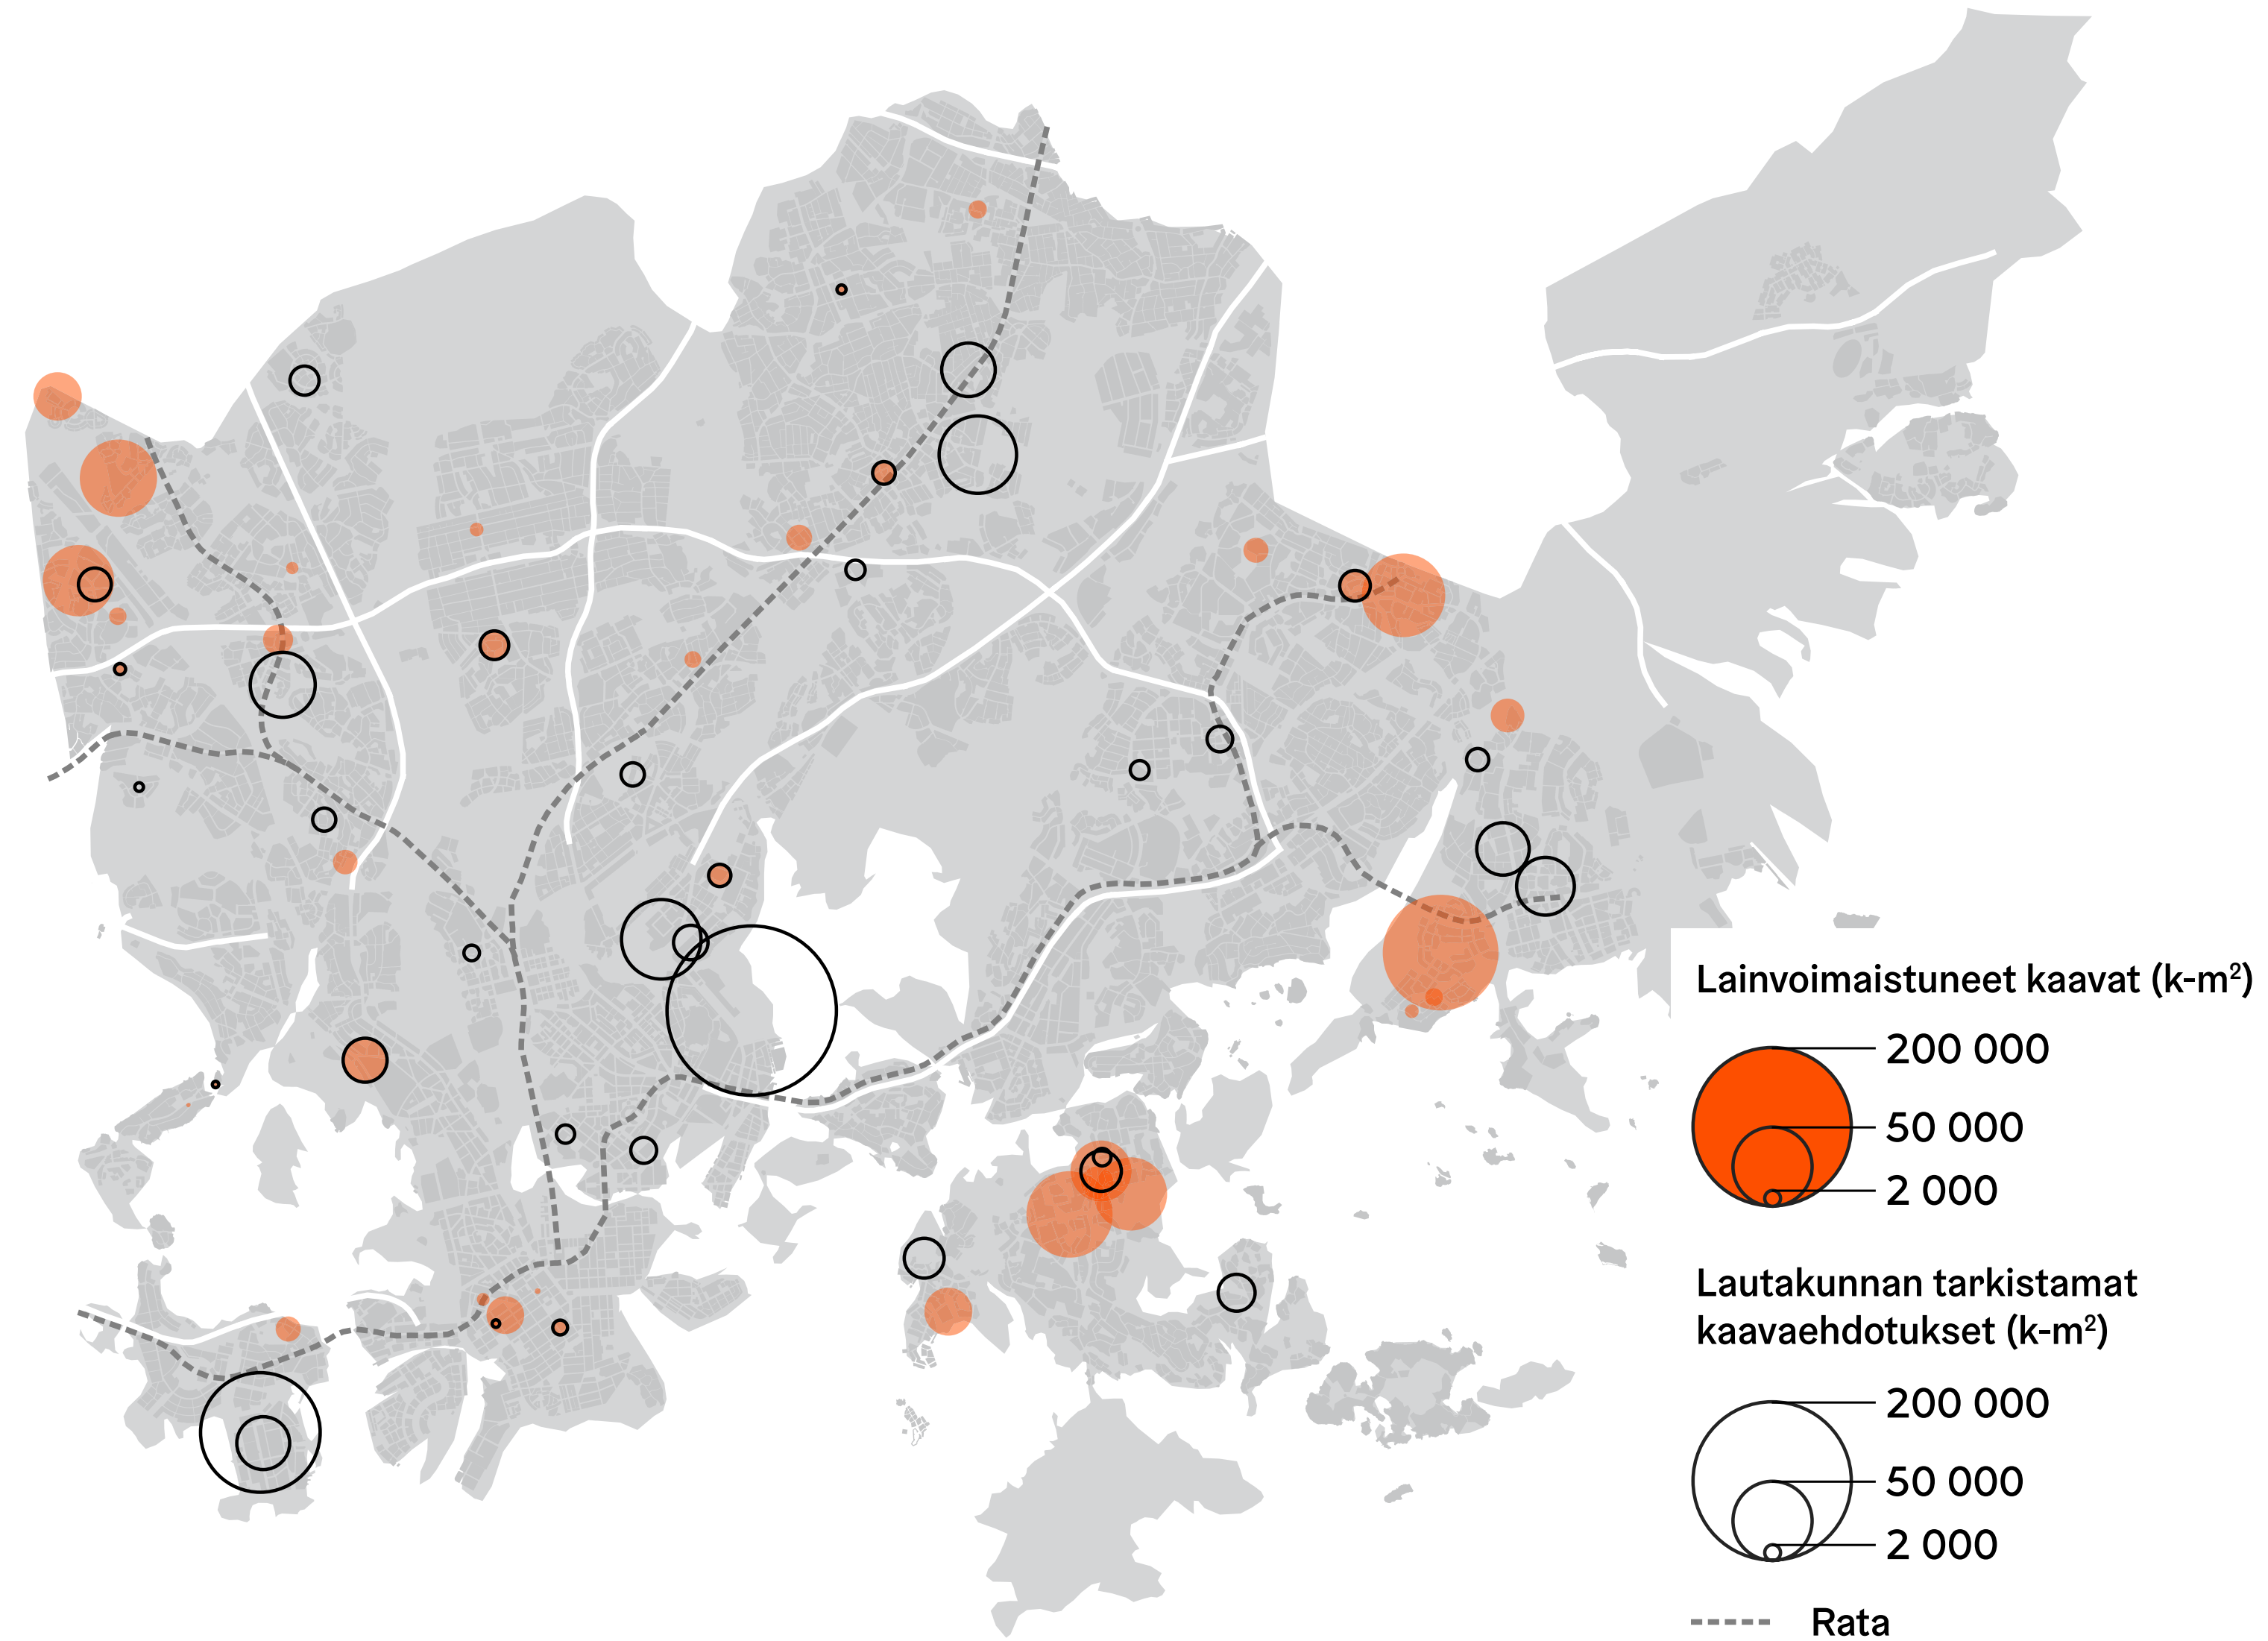 Lainvoimaistuneet kaavat (k-m²)
200 000
50 000
2 000
Lautakunnan tarkistamat
kaavaehdotukset (k-m²)
200 000
50 000
2 000
Rata